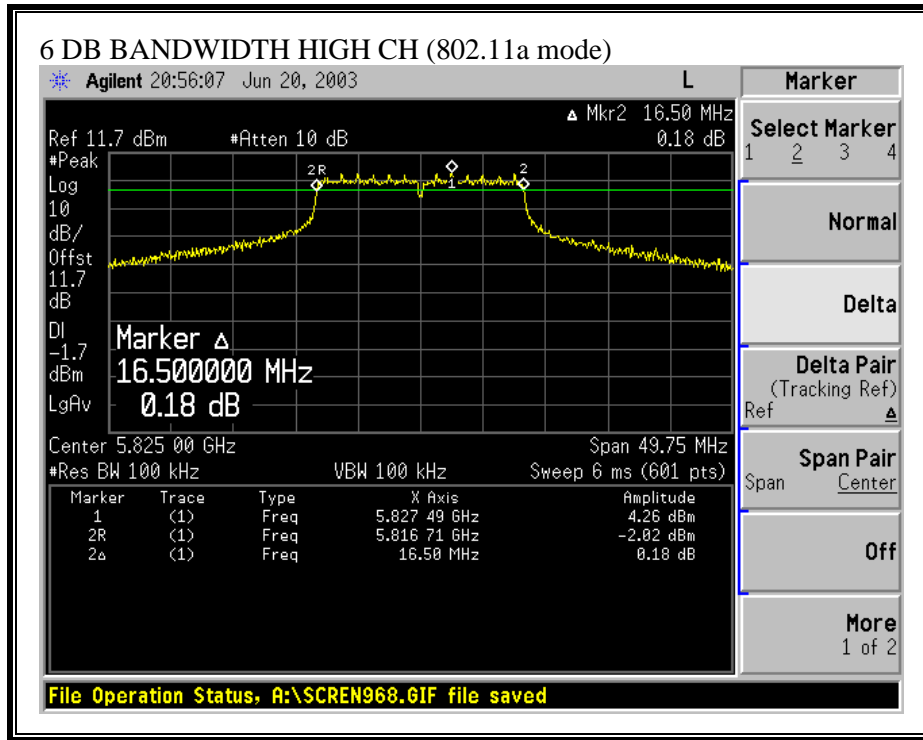 6 DB BANDWIDTH HIGH CH (802.11a mode)
Agilent 20:56:07 Jun 20, 2003 L
Δ Mkr2 16.50 MHz
Ref 11.7 dBm #Atten 10 dB 0.18 dB
#Peak
Log
10
dB/
Offst
11.7
dB
DI
-1.7
dBm
LgAv
2R
1
2
Marker Δ
16.500000 MHz
0.18 dB
Center 5.825 00 GHz Span 49.75 MHz
#Res BW 100 kHz VBW 100 kHz Sweep 6 ms (601 pts)
Marker Trace Type X Axis Amplitude
1 (1) Freq 5.827 49 GHz 4.26 dBm
2R (1) Freq 5.816 71 GHz -2.02 dBm
2Δ (1) Freq 16.50 MHz 0.18 dB
File Operation Status, A:\SCREN968.GIF file saved
Marker
Select Marker
1 2 3 4
Normal
Delta
Delta Pair
(Tracking Ref)
Ref Δ
Span Pair
Span Center
Off
More
1 of 2